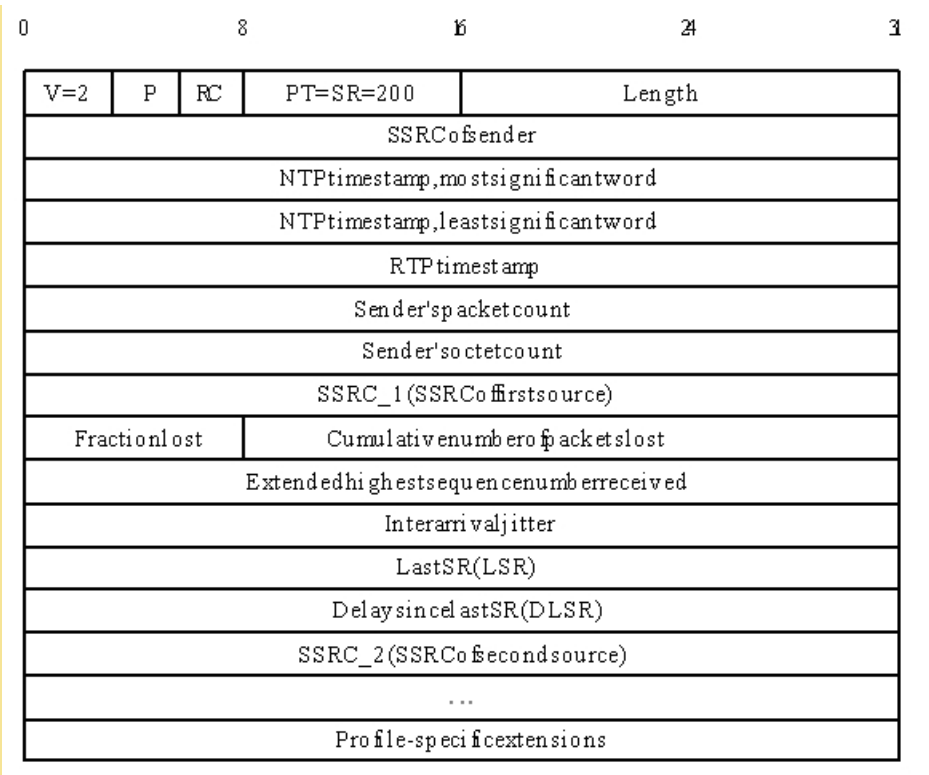 0 8 16 24 31
V=2 P RC PT=SR=200 Length
SSRCofsender
NTPtimestamp,mostsignificantword
NTPtimestamp,leastsignificantword
RTPtimestamp
Sender'spacketcount
Sender'soctetcount
SSRC_1(SSRCoffirstsource)
Fractionlost Cumulativenumberofpacketslost
Extendedhighestsequencenumberreceived
Interarrivaljitter
LastSR(LSR)
DelaysincelastSR(DLSR)
SSRC_2(SSRCofsecondsource)
...
Profile-specificextensions